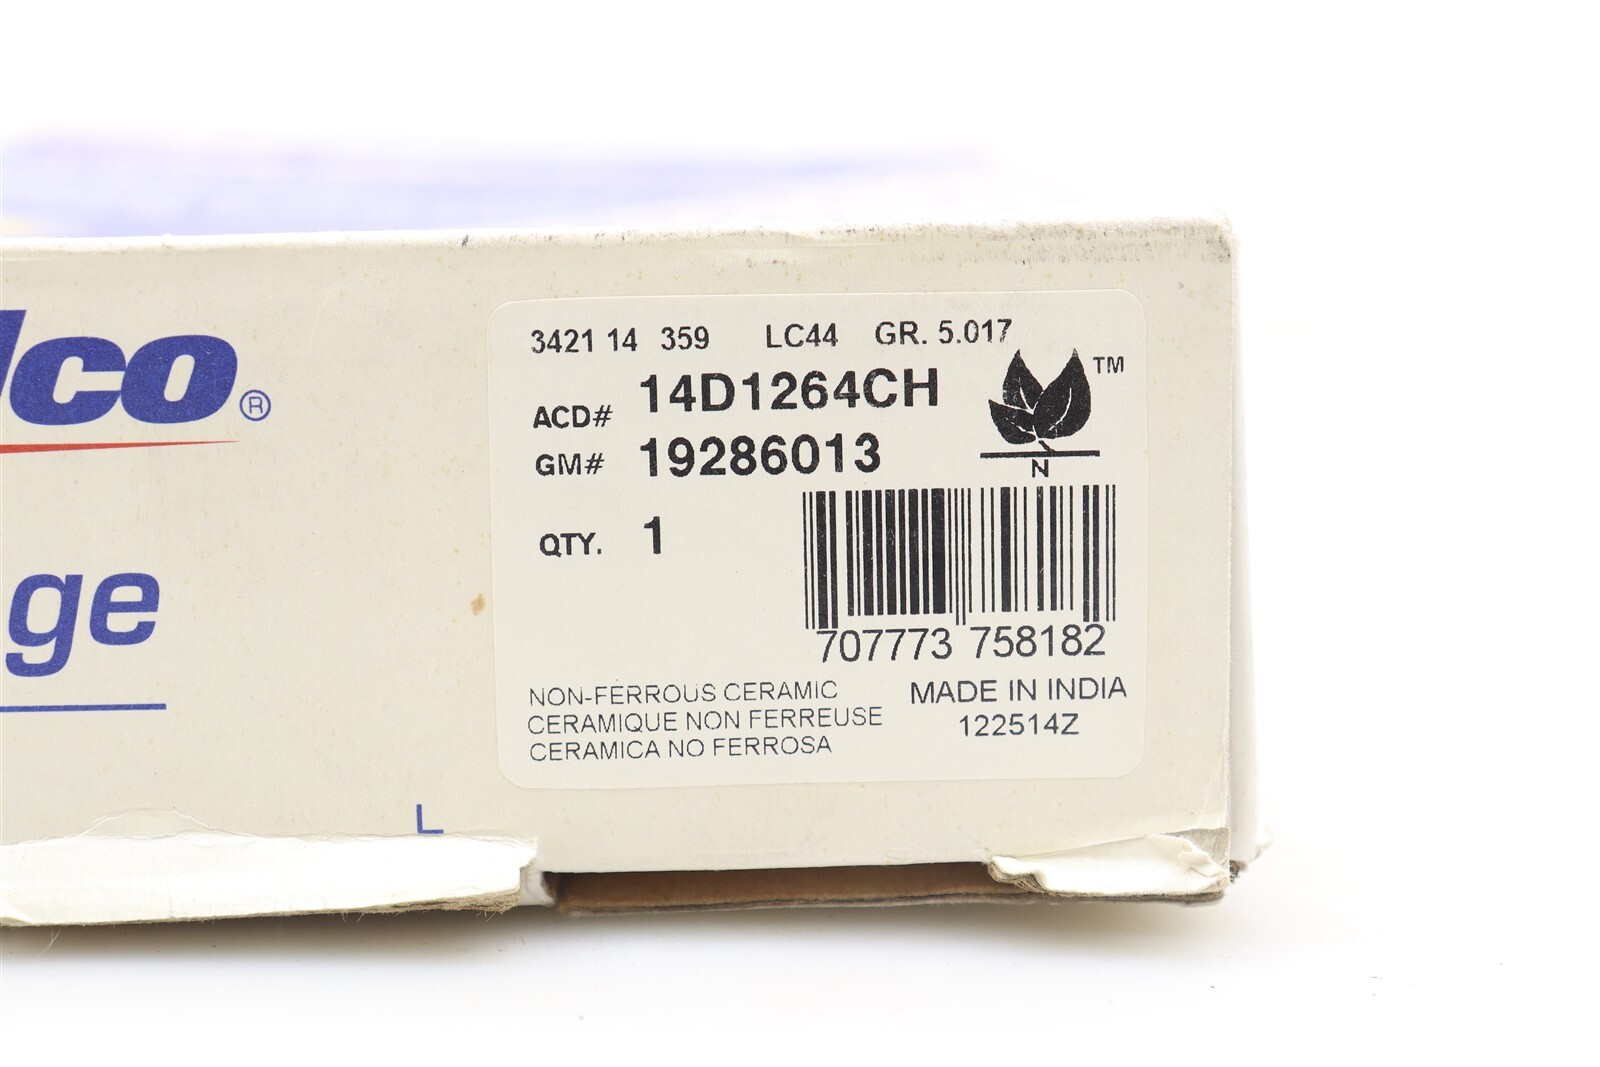 lco®
ge
L
3421 14 359 LC44 GR. 5.017
ACD# 14D1264CH
TM
GM# 19286013
N
QTY. 1
707773 758182
NON-FERROUS CERAMIC
CERAMIQUE NON FERREUSE
CERAMICA NO FERROSA
MADE IN INDIA
122514Z